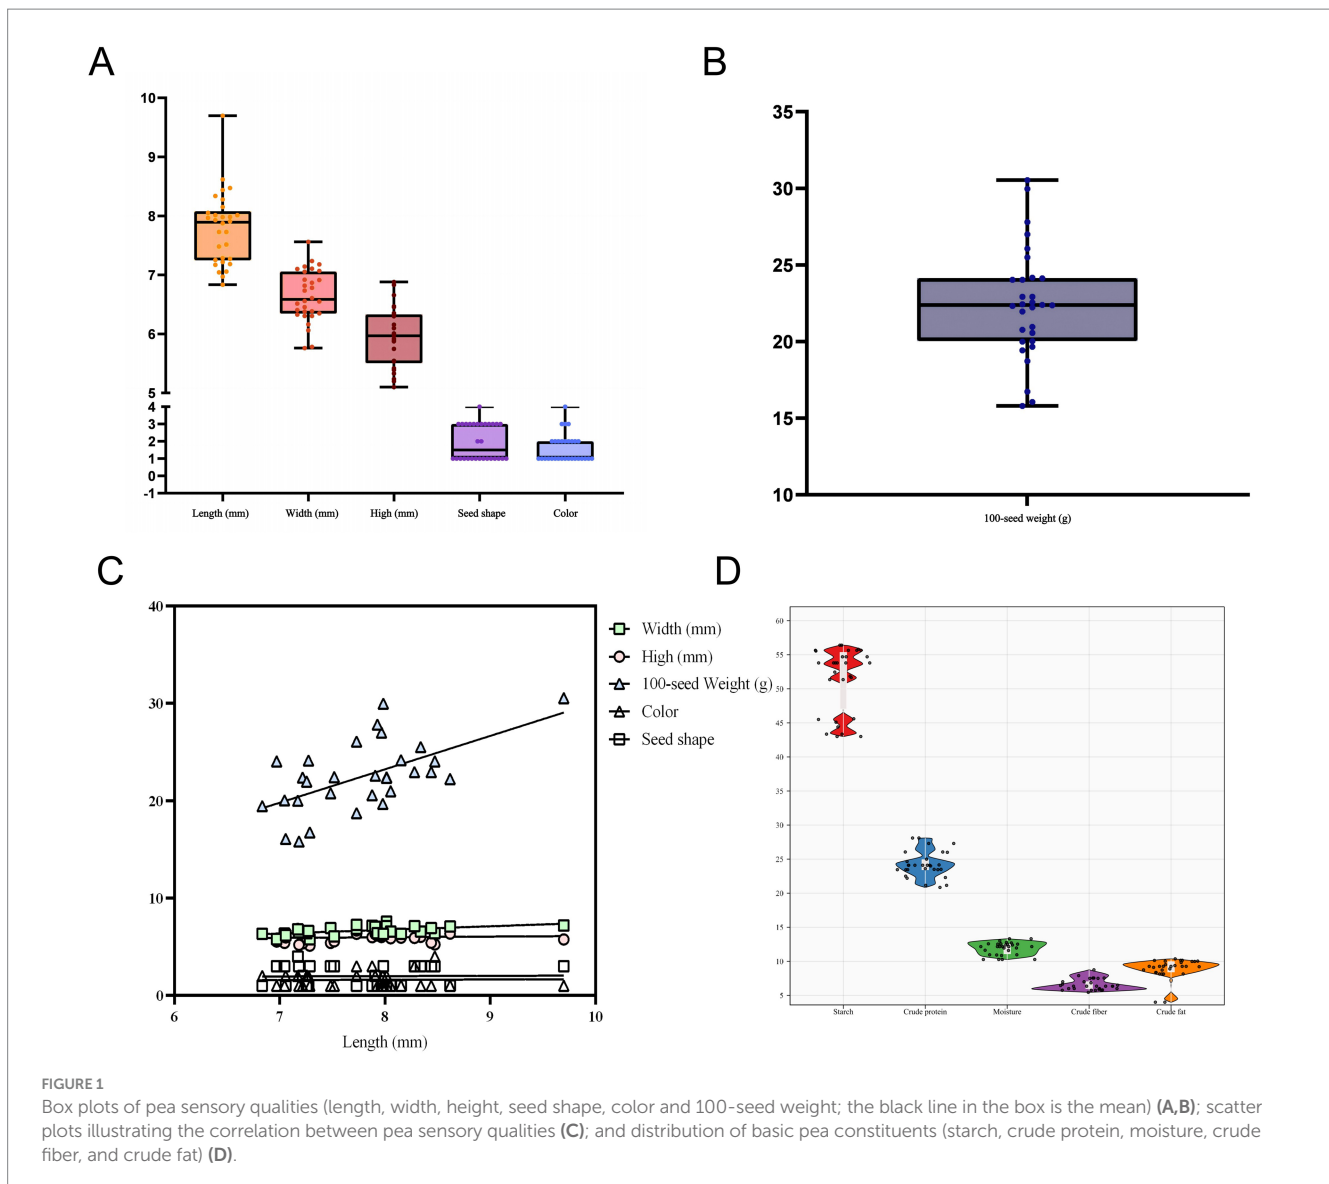 A
10
9
8
7
6
5
4
3
2
1
0
-1
Length (mm)
Width (mm)
High (mm)
Seed shape
Color
B
35
30
25
20
15
10
100-seed weight (g)
C
40
30
20
10
0
6
7
8
9
10
Length (mm)
Width (mm)
High (mm)
100-seed Weight (g)
Color
Seed shape
D
60
55
50
45
40
35
30
25
20
15
10
5
Starch
Crude protein
Moisture
Crude fiber
Crude fat
FIGURE 1
Box plots of pea sensory qualities (length, width, height, seed shape, color and 100-seed weight; the black line in the box is the mean) (A,B); scatter
plots illustrating the correlation between pea sensory qualities (C); and distribution of basic pea constituents (starch, crude protein, moisture, crude
fiber, and crude fat) (D).